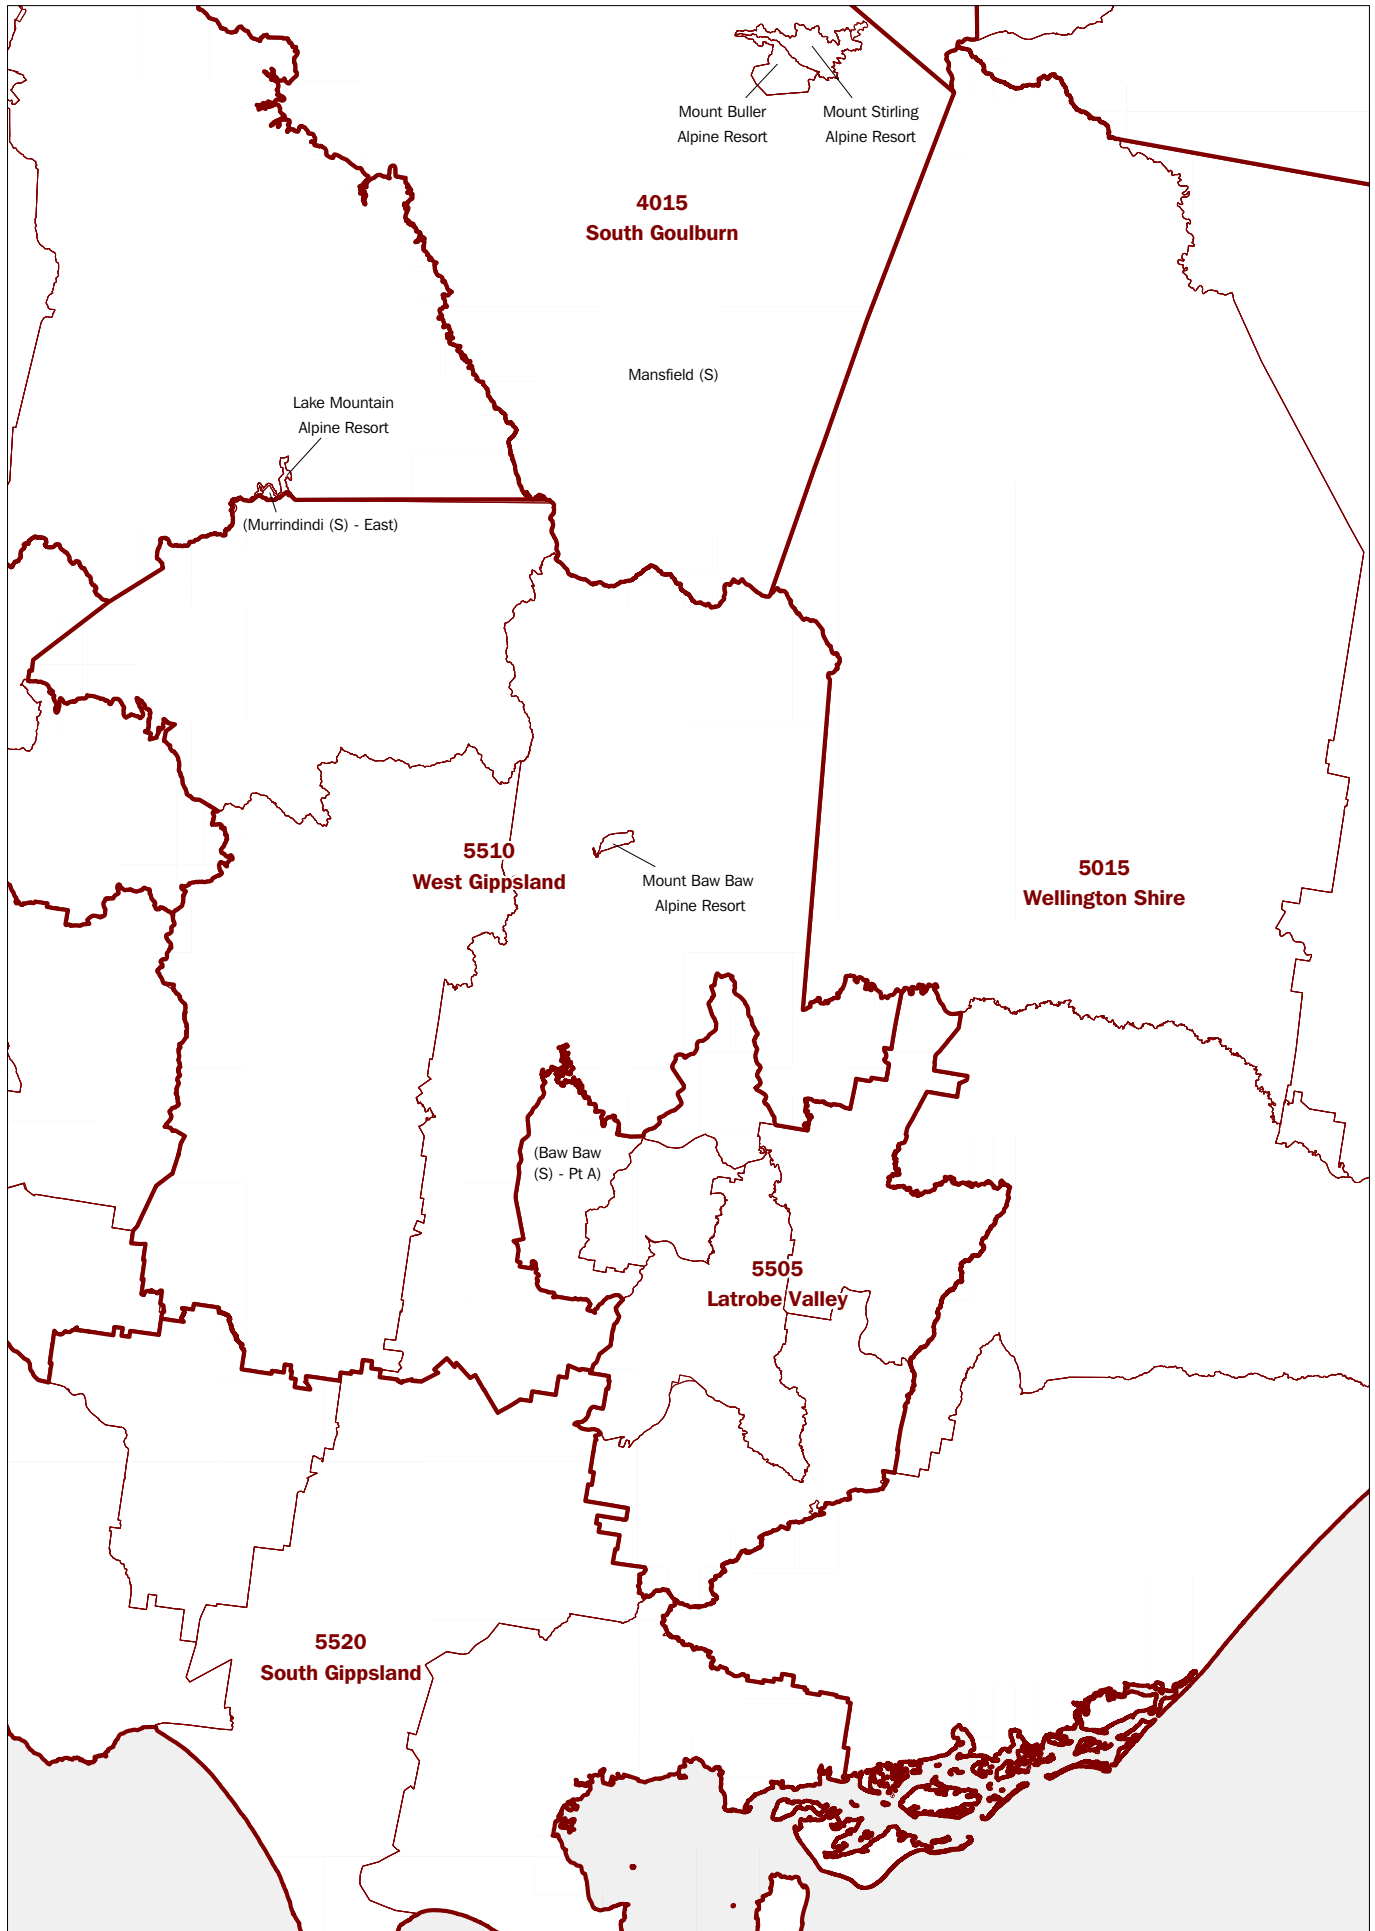 Mount Buller
Alpine Resort
Mount Stirling
Alpine Resort
4015
South Goulburn
Mansfield (S)
Lake Mountain
Alpine Resort
(Murrindindi (S) - East)
5510
West Gippsland
Mount Baw Baw
Alpine Resort
5015
Wellington Shire
(Baw Baw
(S) - Pt A)
5505
Latrobe Valley
5520
South Gippsland